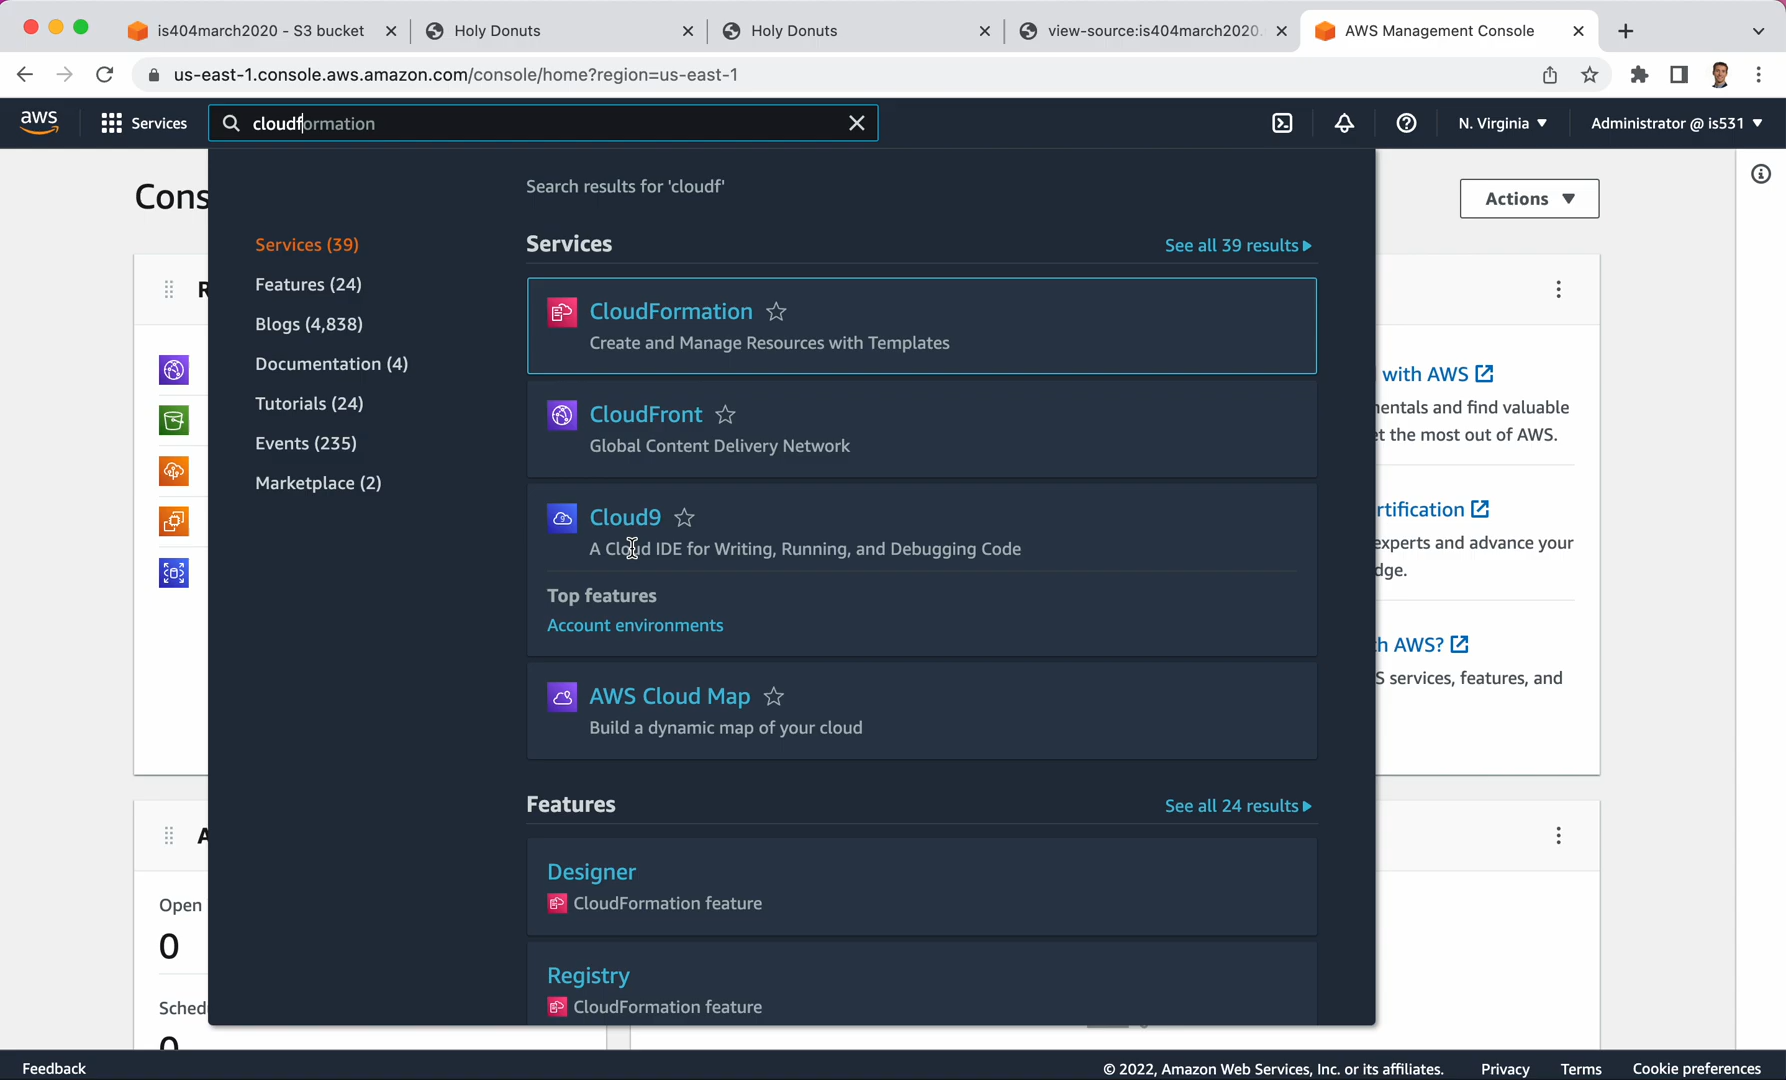 is404march2020 - S3 bucket
Holy Donuts
Holy Donuts
view-source:is404march2020.
AWS Management Console
us-east-1.console.aws.amazon.com/console/home?region=us-east-1
aws
Services
cloudformation
N. Virginia
Administrator @ is531
Cons
Search results for 'cloudf'
Actions
Services (39)
Features (24)
Blogs (4,838)
Documentation (4)
Tutorials (24)
Events (235)
Marketplace (2)
Services
See all 39 results
CloudFormation
Create and Manage Resources with Templates
CloudFront
Global Content Delivery Network
Cloud9
A Cloud IDE for Writing, Running, and Debugging Code
Top features
Account environments
AWS Cloud Map
Build a dynamic map of your cloud
Features
See all 24 results
Designer
CloudFormation feature
Registry
CloudFormation feature
R
with AWS
entals and find valuable
et the most out of AWS.
rtification
experts and advance your
dge.
h AWS?
S services, features, and
A
Open
0
Sched
0
Feedback
© 2022, Amazon Web Services, Inc. or its affiliates.
Privacy
Terms
Cookie preferences